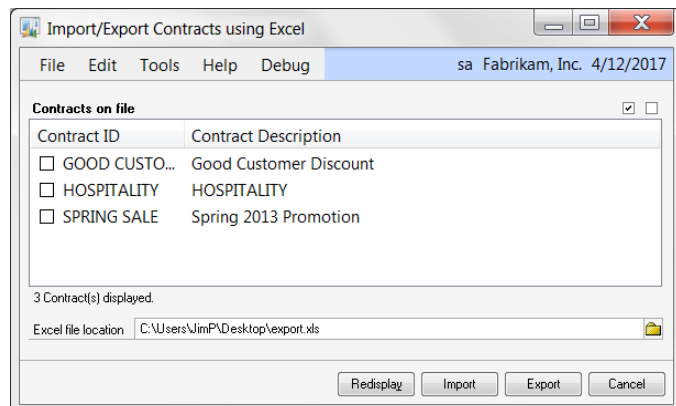 Import/Export Contracts using Excel
File Edit Tools Help Debug sa Fabrikam, Inc. 4/12/2017
Contracts on file
Contract ID Contract Description
GOOD CUSTO... Good Customer Discount
HOSPITALITY HOSPITALITY
SPRING SALE Spring 2013 Promotion
3 Contract(s) displayed.
Excel file location C:\Users\JimP\Desktop\export.xls
Redisplay Import Export Cancel